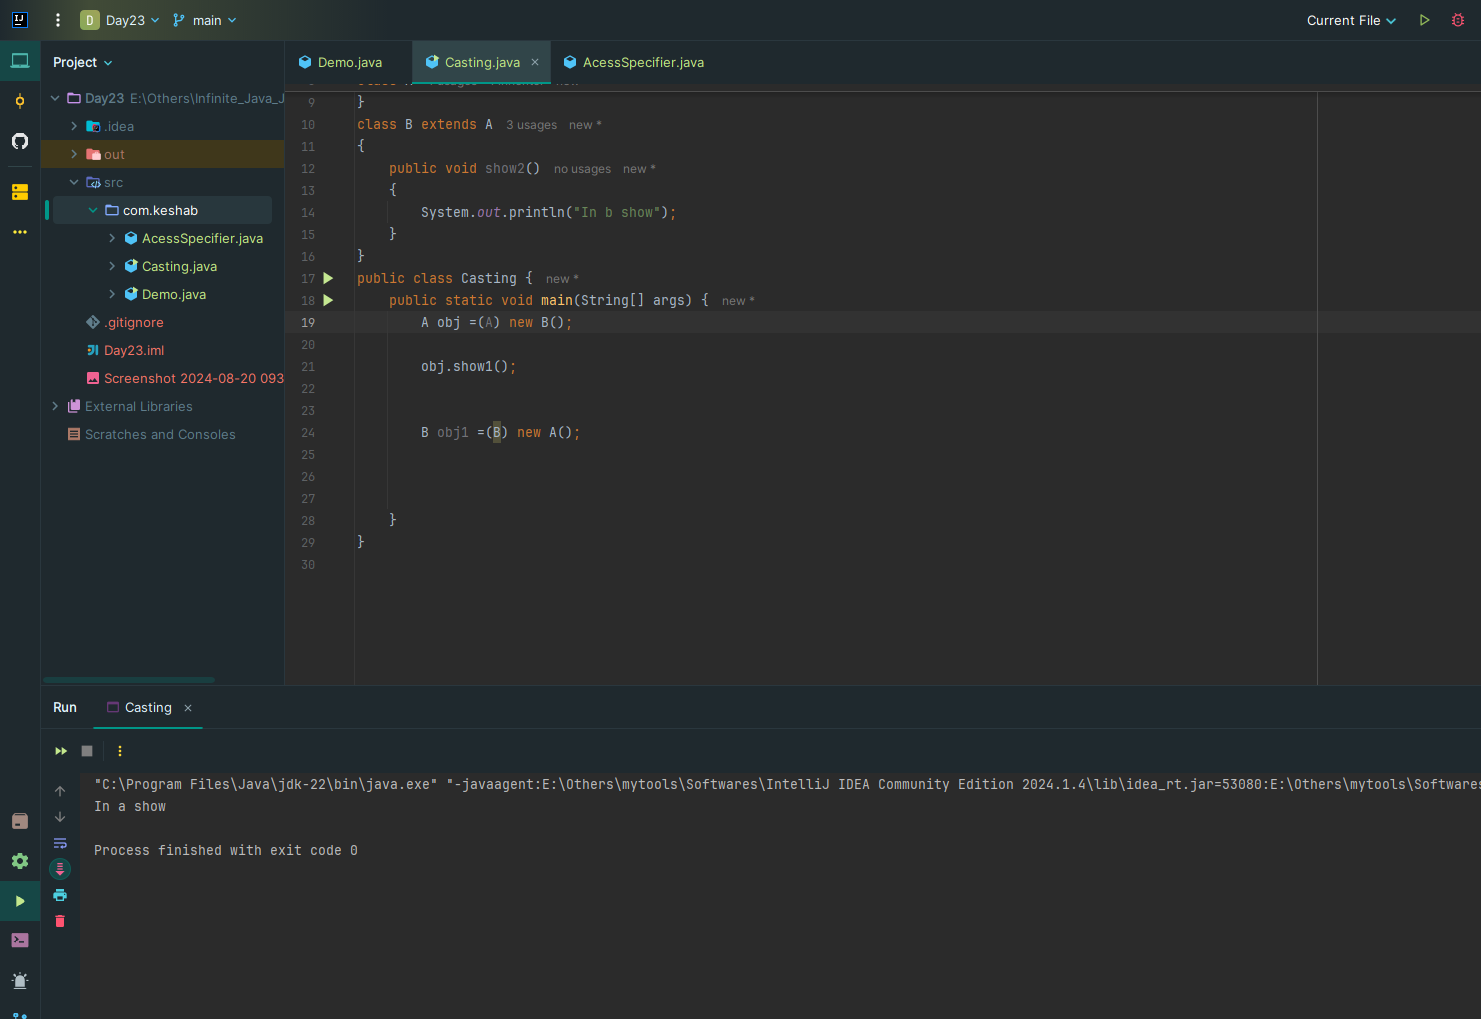 IJ
D Day23 main Current File
Project
Demo.java Casting.java AcessSpecifier.java
Day23 E:\Others\Infinite_Java_J
.idea
out
src
com.keshab
AcessSpecifier.java
Casting.java
Demo.java
.gitignore
Day23.iml
Screenshot 2024-08-20 093
External Libraries
Scratches and Consoles
9 }
10 class B extends A 3 usages new *
11 {
12 public void show2() no usages new *
13 {
14 System.out.println("In b show");
15 }
16 }
17 public class Casting { new *
18 public static void main(String[] args) { new *
19 A obj =(A) new B();
20
21 obj.show1();
22
23
24 B obj1 =(B) new A();
25
26
27
28 }
29 }
30
Run Casting
"C:\Program Files\Java\jdk-22\bin\java.exe" "-javaagent:E:\Others\mytools\Softwares\IntelliJ IDEA Community Edition 2024.1.4\lib\idea_rt.jar=53080:E:\Others\mytools\Softwares
In a show
Process finished with exit code 0